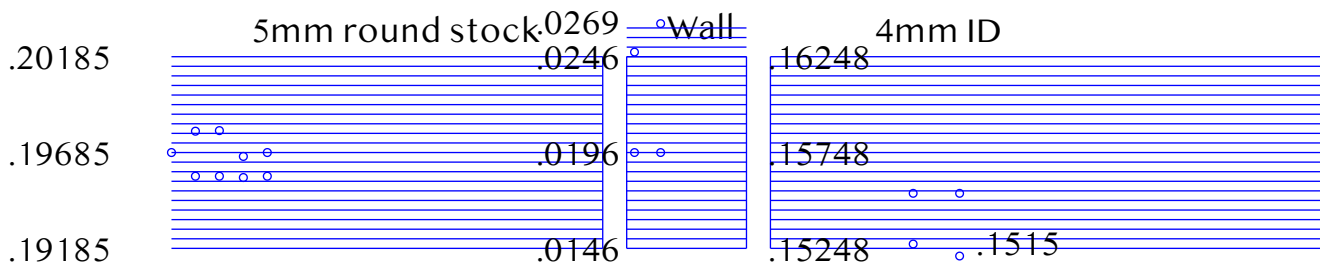 5mm round stock .0269 Wall 4mm ID
.20185 .0246 .16248
.19685 .0196 .15748
.19185 .0146 .15248 .1515